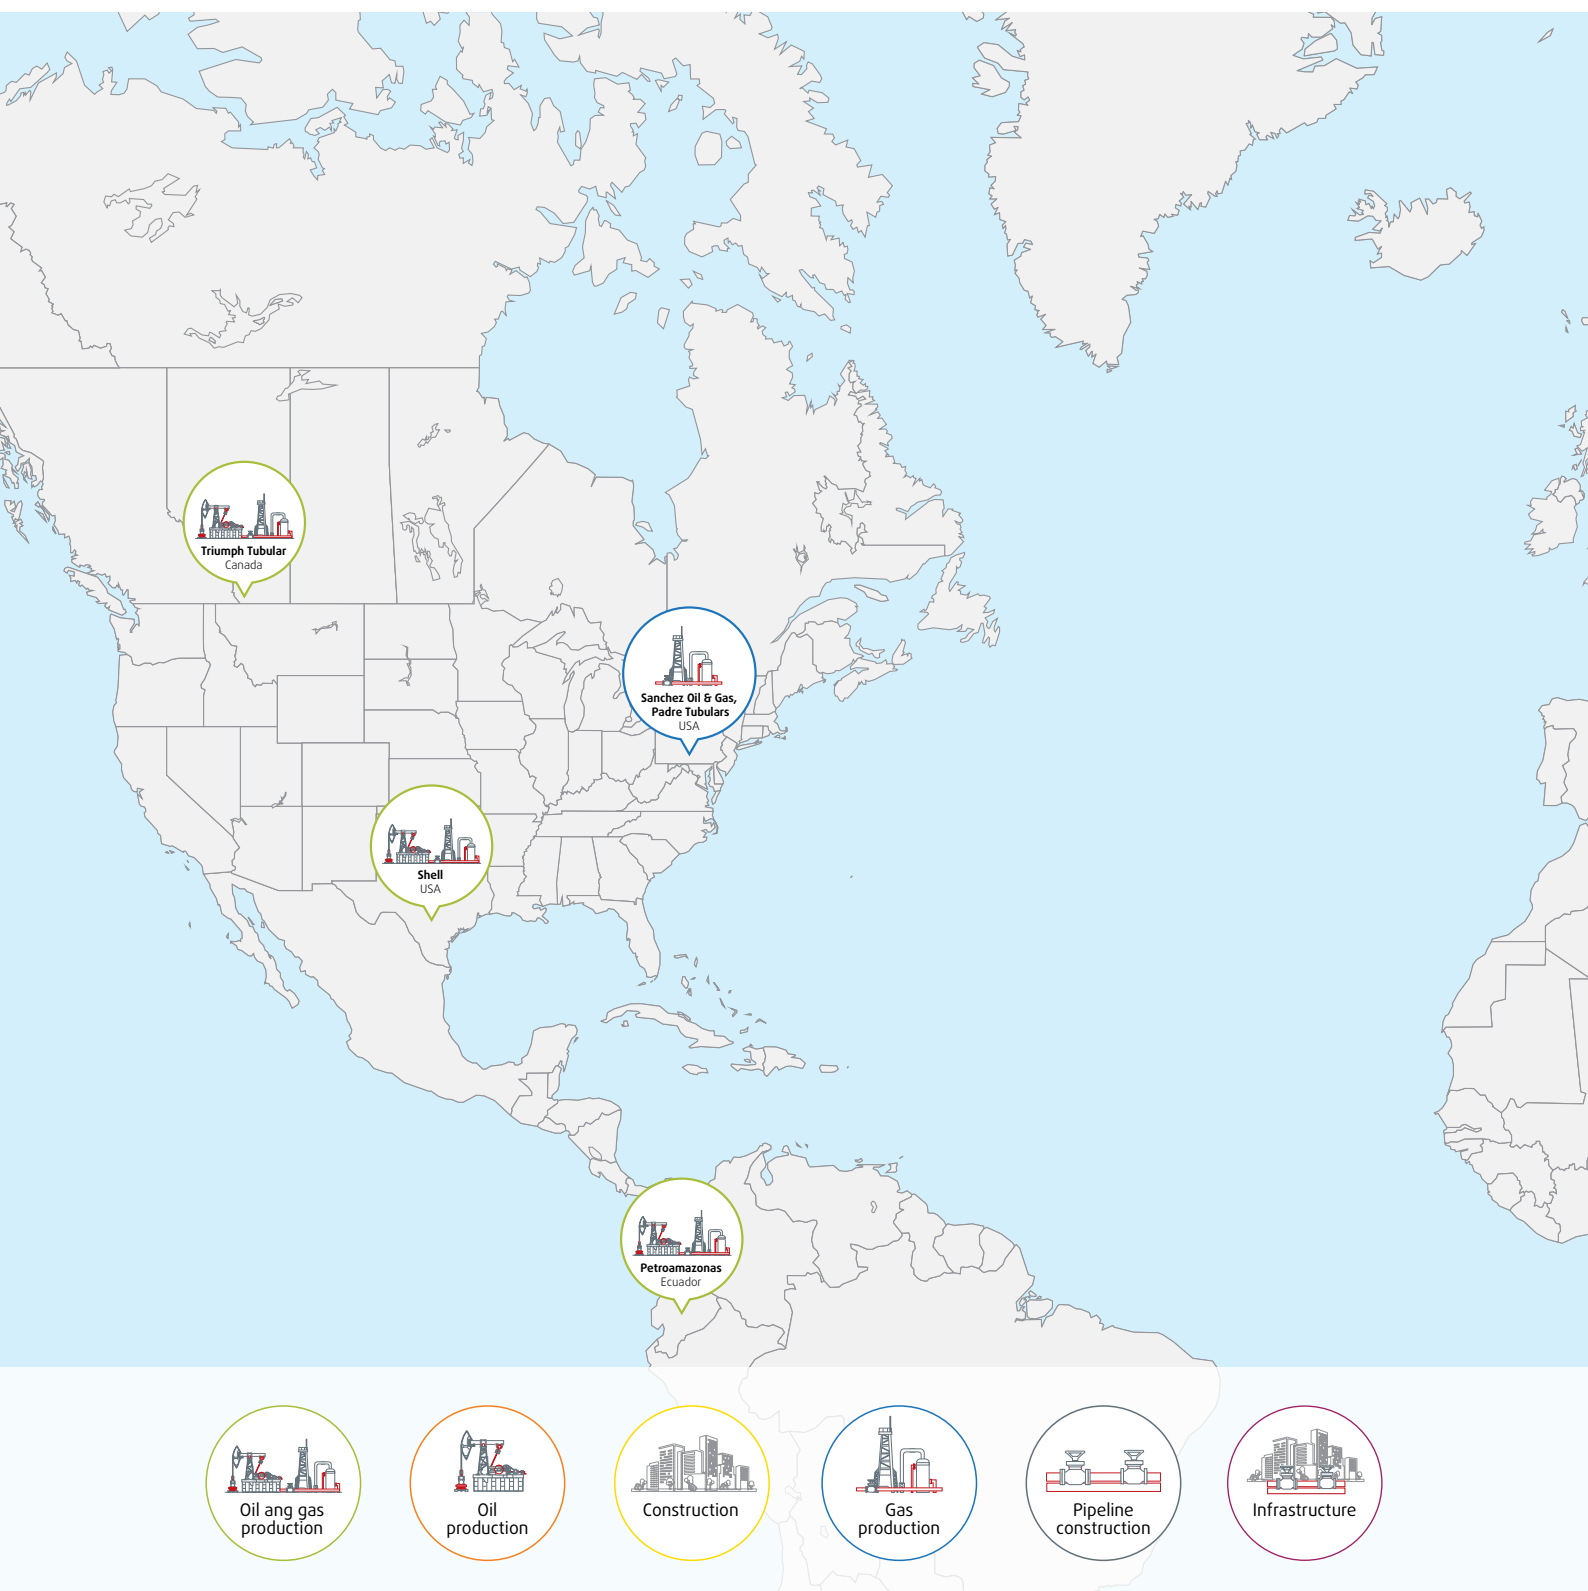 Triumph Tubular
Canada
Sanchez Oil & Gas,
Padre Tubulars
USA
Shell
USA
Petroamazonas
Ecuador
Oil ang gas
production
Oil
production
Construction
Gas
production
Pipeline
construction
Infrastructure